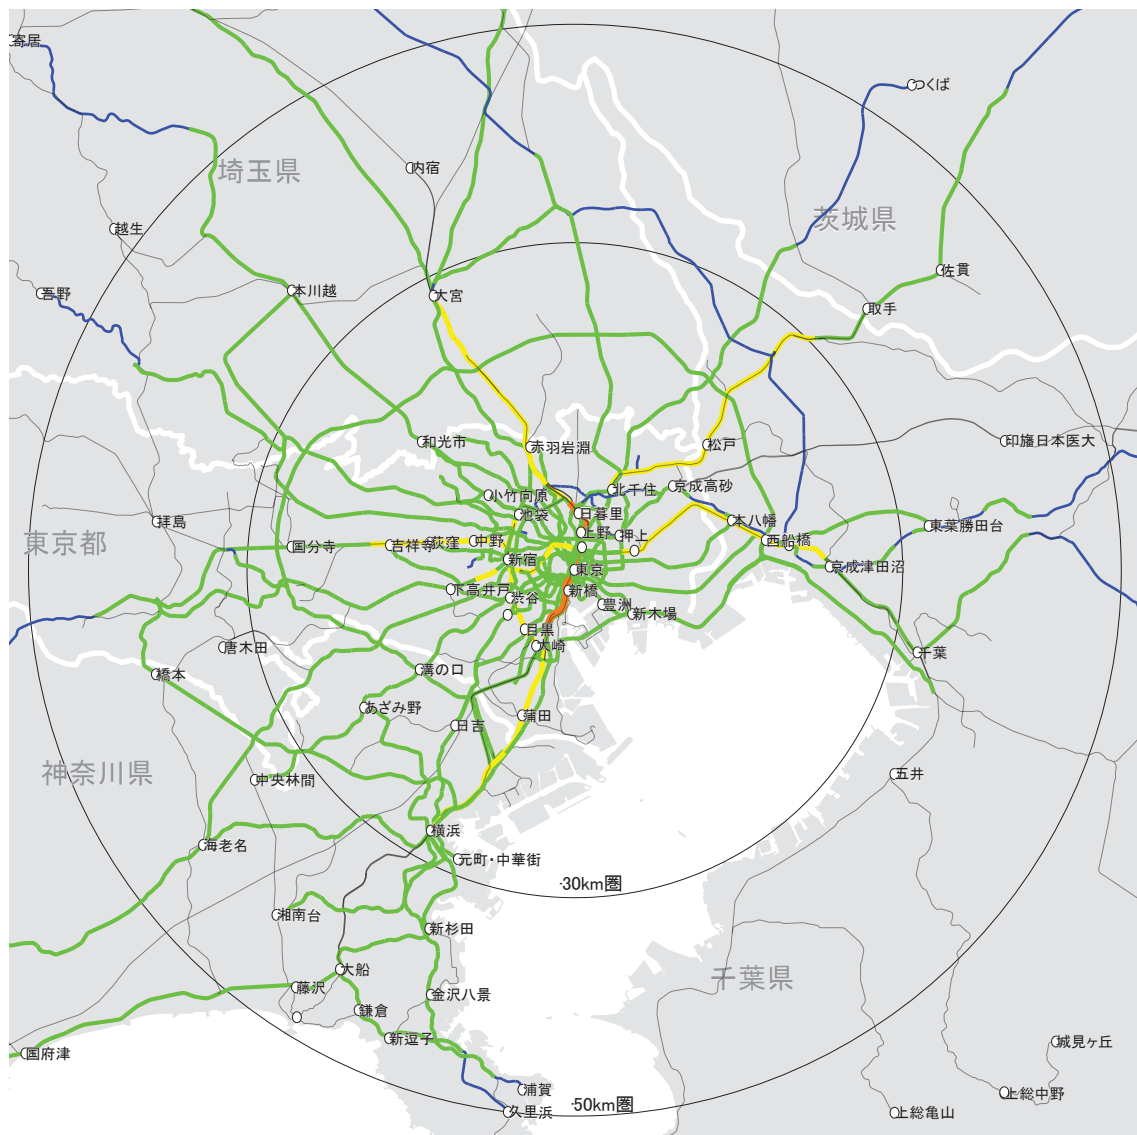 寄居
つくば
内宿
埼玉県
茨城県
越生
佐貫
吾野
本川越
大宮
取手
和光市
赤羽岩淵
松戸
印旛日本医大
小竹向原
北千住
京成高砂
拝島
池袋
日暮里
本八幡
東葉勝田台
東京都
国分寺
吉祥寺
荻窪
中野
上野
押上
西船橋
新宿
東京
京成津田沼
下高井戸
渋谷
新橋
豊洲
新木場
目黒
大崎
唐木田
千葉
橋本
溝の口
あざみ野
日吉
蒲田
神奈川県
中央林間
五井
海老名
横浜
元町・中華街
30km圏
湘南台
新杉田
大船
千葉県
藤沢
金沢八景
鎌倉
新逗子
国府津
城見ヶ丘
浦賀
上総中野
50km圏
久里浜
上総亀山